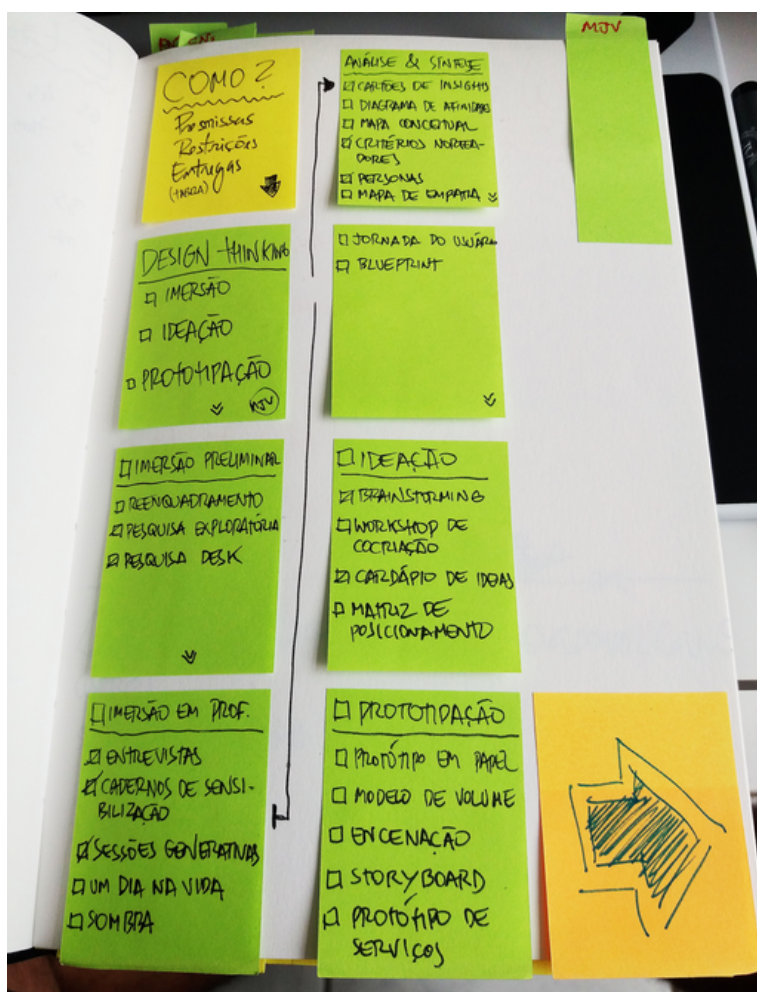 COMO?
Premissas
Restrições
Entregas
(TABELA)
DESIGN THINKING
IMERSÃO
IDEAÇÃO
PROTOTIPAÇÃO
MJV
IMERSÃO PRELIMINAR
REENQUADRAMENTO
PESQUISA EXPLORATÓRIA
PESQUISA DESK
IMERSÃO EM PROF.
ENTREVISTAS
CADERNOS DE SENSI-
BILIZAÇÃO
SESSÕES GENERATIVAS
UM DIA NA VIDA
SOMBRA
ANÁLISE & SÍNTESE
CARTÕES DE INSIGHTS
DIAGRAMA DE AFINIDADES
MAPA CONCEITUAL
CRITÉRIOS NORTEA-
DORES
PERSONAS
MAPA DE EMPATIA
JORNADA DO USUÁRIO
BLUEPRINT
IDEAÇÃO
BRAINSTORMING
WORKSHOP DE
COCRIAÇÃO
CARDÁPIO DE IDEIAS
MATRIZ DE
POSICIONAMENTO
PROTOTIPAÇÃO
PROTÓTIPO EM PAPEL
MODELO DE VOLUME
ENCENAÇÃO
STORYBOARD
PROTÓTIPO DE
SERVIÇOS
MJV